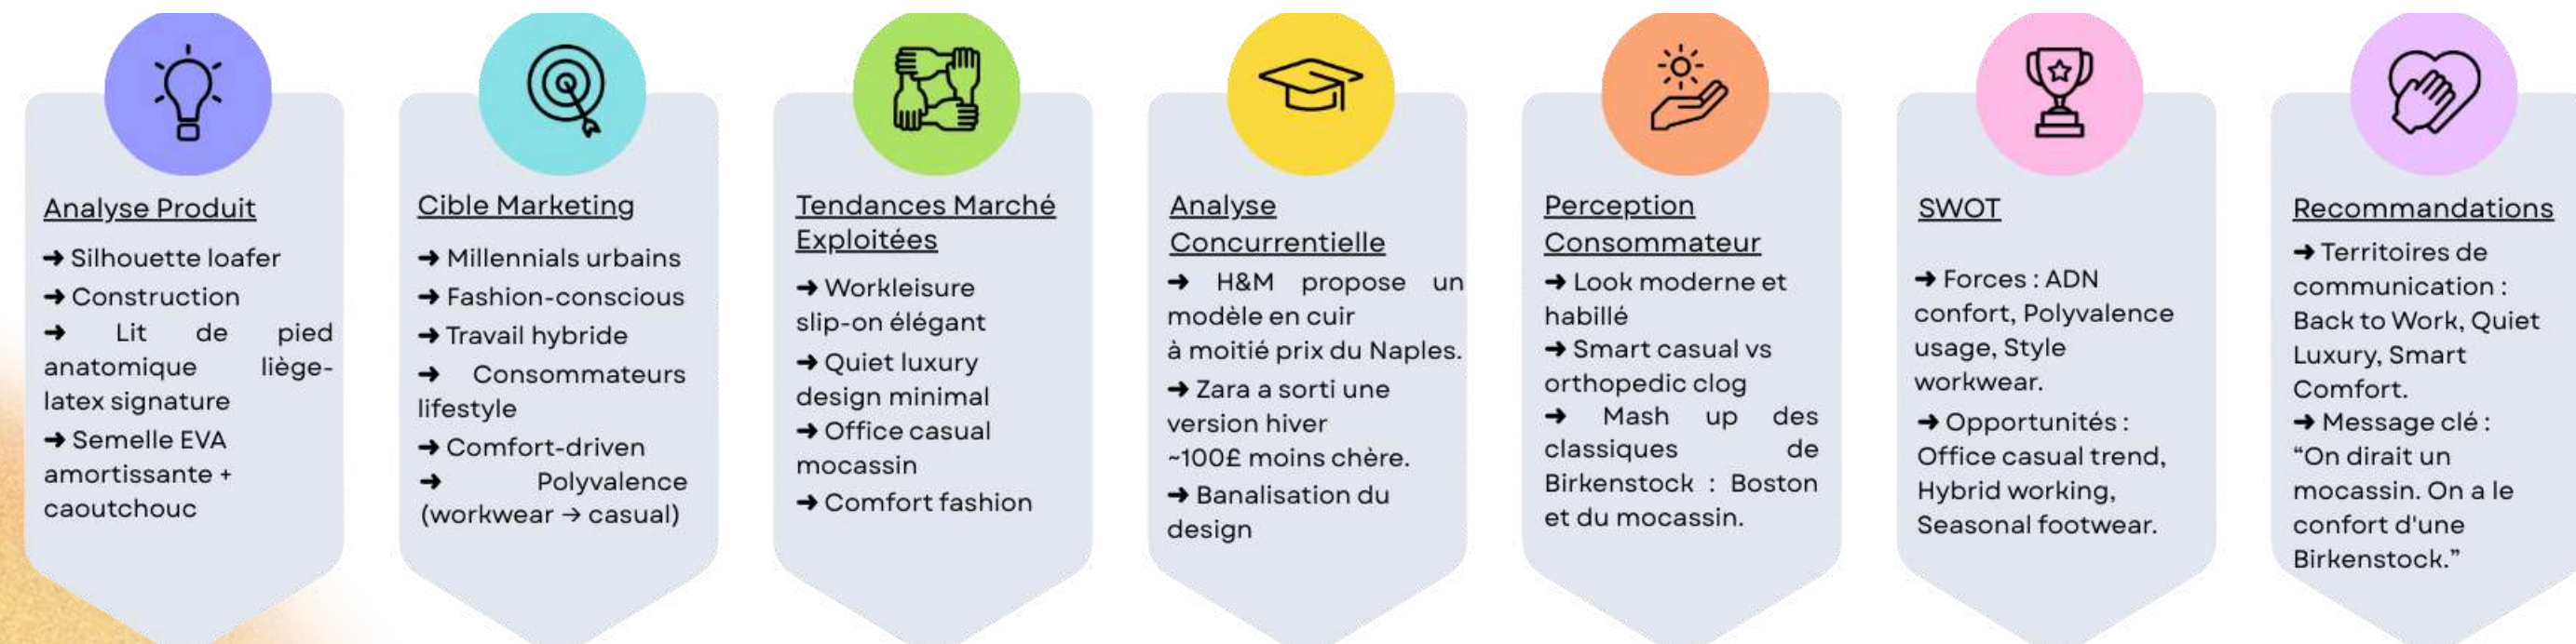 Analyse Produit
➜ Silhouette loafer
➜ Construction
➜ Lit de pied
anatomique liège-
latex signature
➜ Semelle EVA
amortissante +
caoutchouc
Cible Marketing
➜ Millennials urbains
➜ Fashion-conscious
➜ Travail hybride
➜ Consommateurs
lifestyle
➜ Comfort-driven
➜ Polyvalence
(workwear → casual)
Tendances Marché
Exploitées
➜ Workleisure
slip-on élégant
➜ Quiet luxury
design minimal
➜ Office casual
mocassin
➜ Comfort fashion
Analyse
Concurrentielle
➜ H&M propose un
modèle en cuir
à moitié prix du Naples.
➜ Zara a sorti une
version hiver
~100£ moins chère.
➜ Banalisation du
design
Perception
Consommateur
➜ Look moderne et
habillé
➜ Smart casual vs
orthopedic clog
➜ Mash up des
classiques de
Birkenstock : Boston
et du mocassin.
SWOT
➜ Forces : ADN
confort, Polyvalence
usage, Style
workwear.
➜ Opportunités :
Office casual trend,
Hybrid working,
Seasonal footwear.
Recommandations
➜ Territoires de
communication :
Back to Work, Quiet
Luxury, Smart
Comfort.
➜ Message clé :
“On dirait un
mocassin. On a le
confort d'une
Birkenstock.”